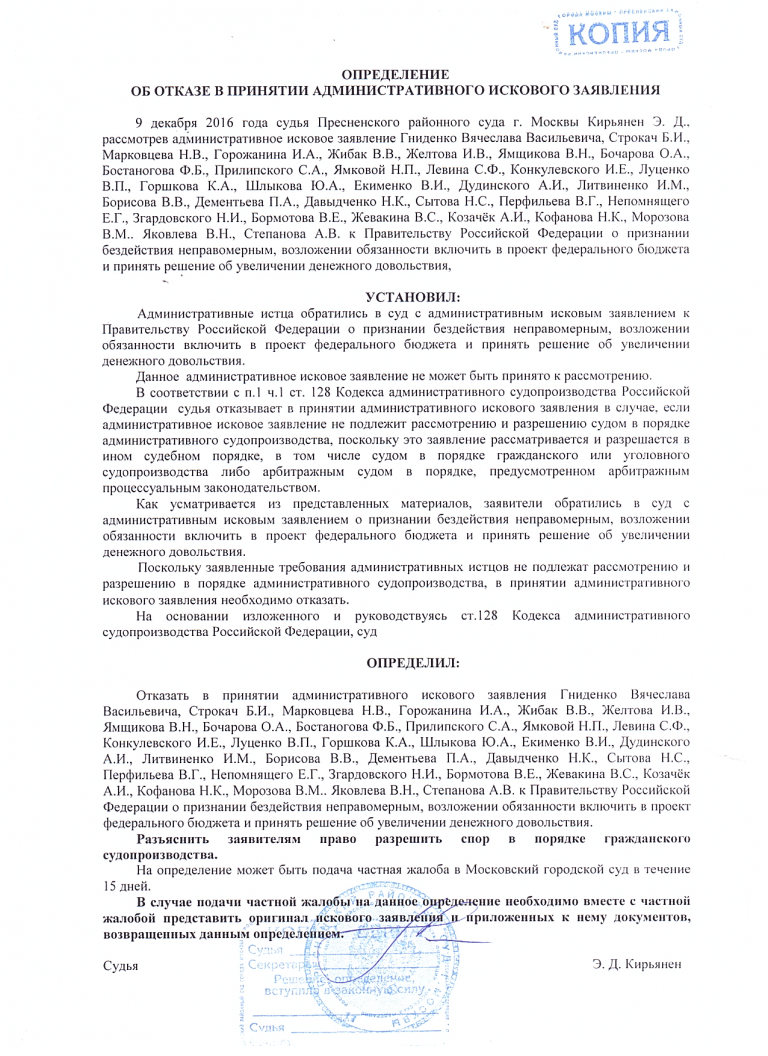 КОПИЯ
ОПРЕДЕЛЕНИЕ
ОБ ОТКАЗЕ В ПРИНЯТИИ АДМИНИСТРАТИВНОГО ИСКОВОГО ЗАЯВЛЕНИЯ
9 декабря 2016 года судья Пресненского районного суда г. Москвы Кирьянен Э. Д.,
рассмотрев административное исковое заявление Гниденко Вячеслава Васильевича, Строкач Б.И.,
Марковцева Н.В., Горожанина И.А., Жибак В.В., Желтова И.В., Ямщикова В.Н., Бочарова О.А.,
Бостаногова Ф.Б., Прилипского С.А., Ямковой Н.П., Левина С.Ф., Конкулевского И.Е., Луценко
В.П., Горшкова К.А., Шлыкова Ю.А., Екименко В.И., Дудинского А.И., Литвиненко И.М.,
Борисова В.В., Дементьева П.А., Давыдченко Н.К., Сытова Н.С., Перфильева В.Г., Непомнящего
Е.Г., Згардовского Н.И., Бормотова В.Е., Жевакина В.С., Козачёк А.И., Кофанова Н.К., Морозова
В.М.. Яковлева В.Н., Степанова А.В. к Правительству Российской Федерации о признании
бездействия неправомерным, возложении обязанности включить в проект федерального бюджета
и принять решение об увеличении денежного довольствия,
УСТАНОВИЛ:
Административные истца обратились в суд с административным исковым заявлением к
Правительству Российской Федерации о признании бездействия неправомерным, возложении
обязанности включить в проект федерального бюджета и принять решение об увеличении
денежного довольствия.
Данное административное исковое заявление не может быть принято к рассмотрению.
В соответствии с п.1 ч.1 ст. 128 Кодекса административного судопроизводства Российской
Федерации судья отказывает в принятии административного искового заявления в случае, если
административное исковое заявление не подлежит рассмотрению и разрешению судом в порядке
административного судопроизводства, поскольку это заявление рассматривается и разрешается в
ином судебном порядке, в том числе судом в порядке гражданского или уголовного
судопроизводства либо арбитражным судом в порядке, предусмотренном арбитражным
процессуальным законодательством.
Как усматривается из представленных материалов, заявители обратились в суд с
административным исковым заявлением о признании бездействия неправомерным, возложении
обязанности включить в проект федерального бюджета и принять решение об увеличении
денежного довольствия.
Поскольку заявленные требования административных истцов не подлежат рассмотрению и
разрешению в порядке административного судопроизводства, в принятии административного
искового заявления необходимо отказать.
На основании изложенного и руководствуясь ст.128 Кодекса административного
судопроизводства Российской Федерации, суд
ОПРЕДЕЛИЛ:
Отказать в принятии административного искового заявления Гниденко Вячеслава
Васильевича, Строкач Б.И., Марковцева Н.В., Горожанина И.А., Жибак В.В., Желтова И.В.,
Ямщикова В.Н., Бочарова О.А., Бостаногова Ф.Б., Прилипского С.А., Ямковой Н.П., Левина С.Ф.,
Конкулевского И.Е., Луценко В.П., Горшкова К.А., Шлыкова Ю.А., Екименко В.И., Дудинского
А.И., Литвиненко И.М., Борисова В.В., Дементьева П.А., Давыдченко Н.К., Сытова Н.С.,
Перфильева В.Г., Непомнящего Е.Г., Згардовского Н.И., Бормотова В.Е., Жевакина В.С., Козачёк
А.И., Кофанова Н.К., Морозова В.М.. Яковлева В.Н., Степанова А.В. к Правительству Российской
Федерации о признании бездействия неправомерным, возложении обязанности включить в проект
федерального бюджета и принять решение об увеличении денежного довольствия.
Разъяснить заявителям право разрешить спор в порядке гражданского
судопроизводства.
На определение может быть подача частная жалоба в Московский городской суд в течение
15 дней.
В случае подачи частной жалобы на данное определение необходимо вместе с частной
жалобой представить оригинал искового заявления и приложенных к нему документов,
возвращенных данным определением.
Судья
Секретарь
Решение, определение,
вступило в законную силу
Судья
Судья Э. Д. Кирьянен